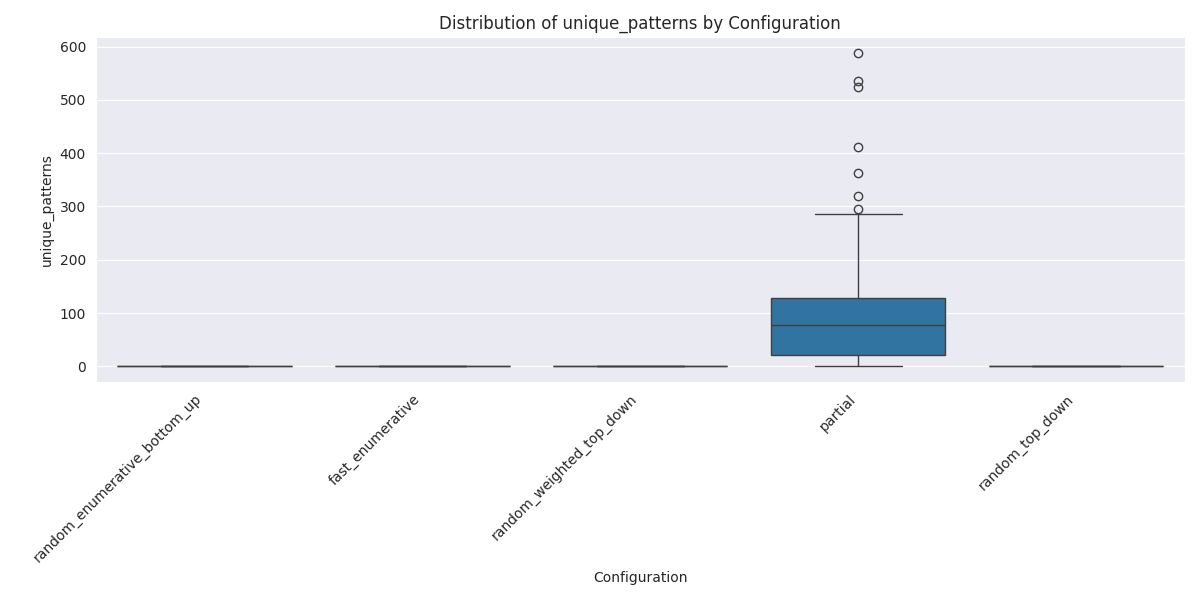 Distribution of unique_patterns by Configuration
600
500
400
300
200
100
0
unique_patterns
random_enumerative_bottom_up
fast_enumerative
random_weighted_top_down
partial
random_top_down
Configuration